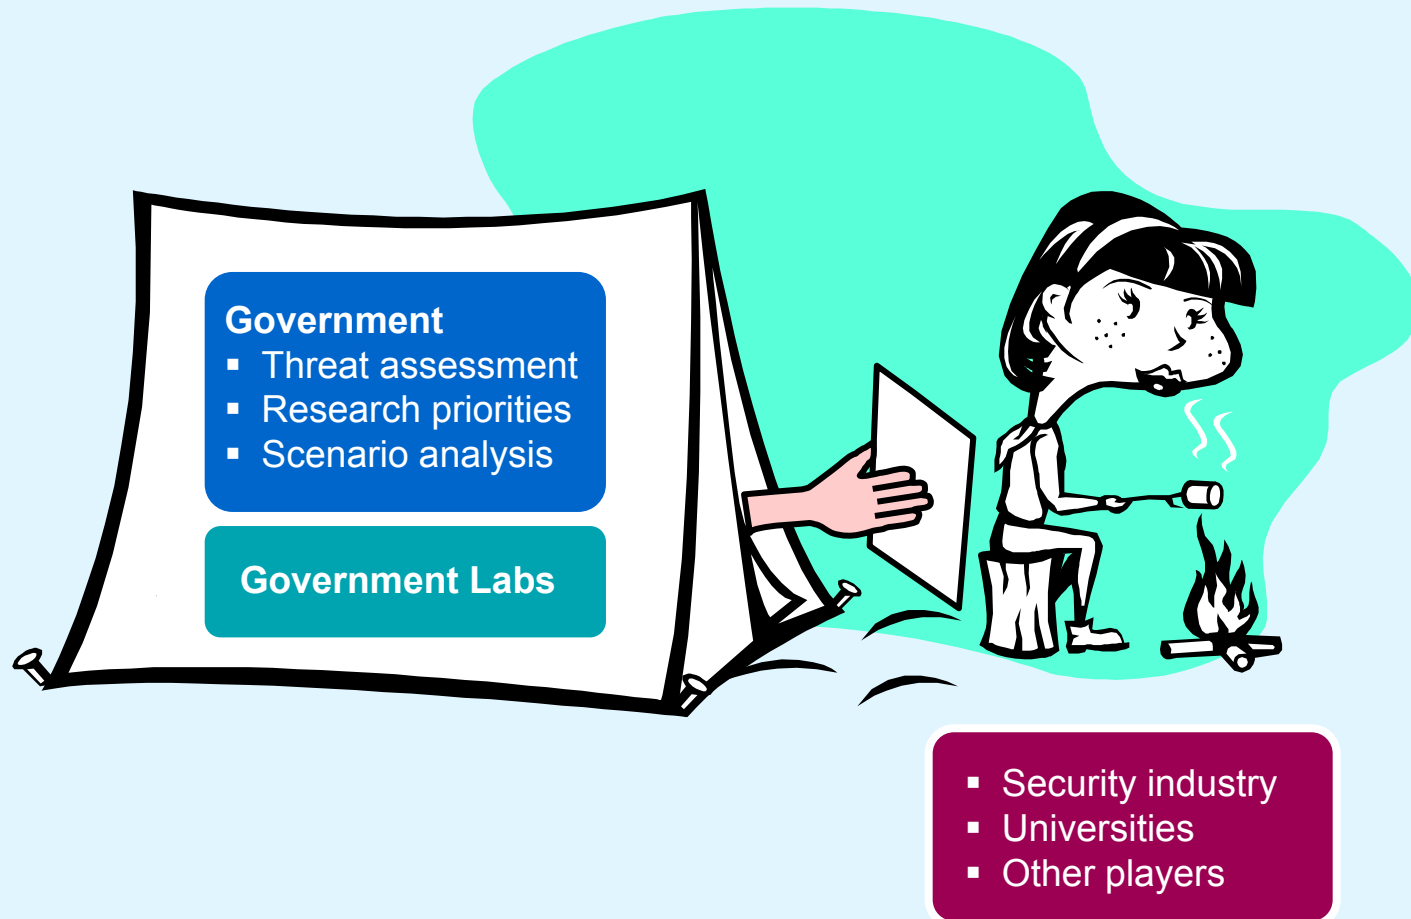 Government
▪ Threat assessment
▪ Research priorities
▪ Scenario analysis
Government Labs
▪ Security industry
▪ Universities
▪ Other players